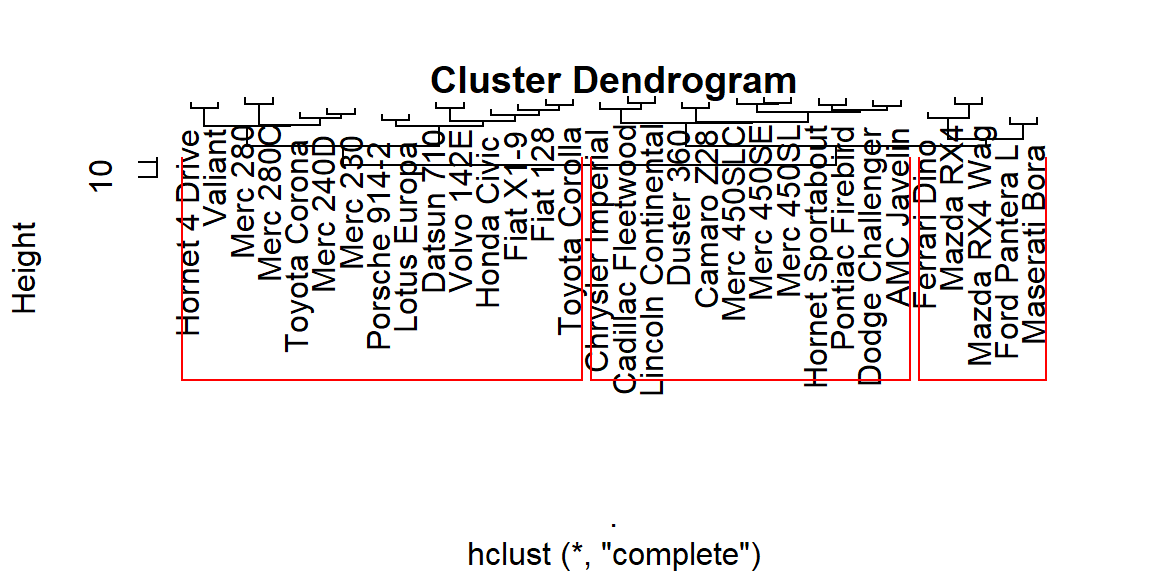 Cluster Dendrogram
Height
10
Hornet 4 Drive
Valiant
Merc 280
Merc 280C
Toyota Corona
Merc 240D
Merc 230
Porsche 914-2
Lotus Europa
Datsun 710
Volvo 142E
Honda Civic
Fiat X1-9
Fiat 128
Toyota Corolla
Chrysler Imperial
Cadillac Fleetwood
Lincoln Continental
Duster 360
Camaro Z28
Merc 450SLC
Merc 450SE
Merc 450SL
Hornet Sportabout
Pontiac Firebird
Dodge Challenger
AMC Javelin
Ferrari Dino
Mazda RX4
Mazda RX4 Wag
Ford Pantera L
Maserati Bora
.
hclust (*, "complete")